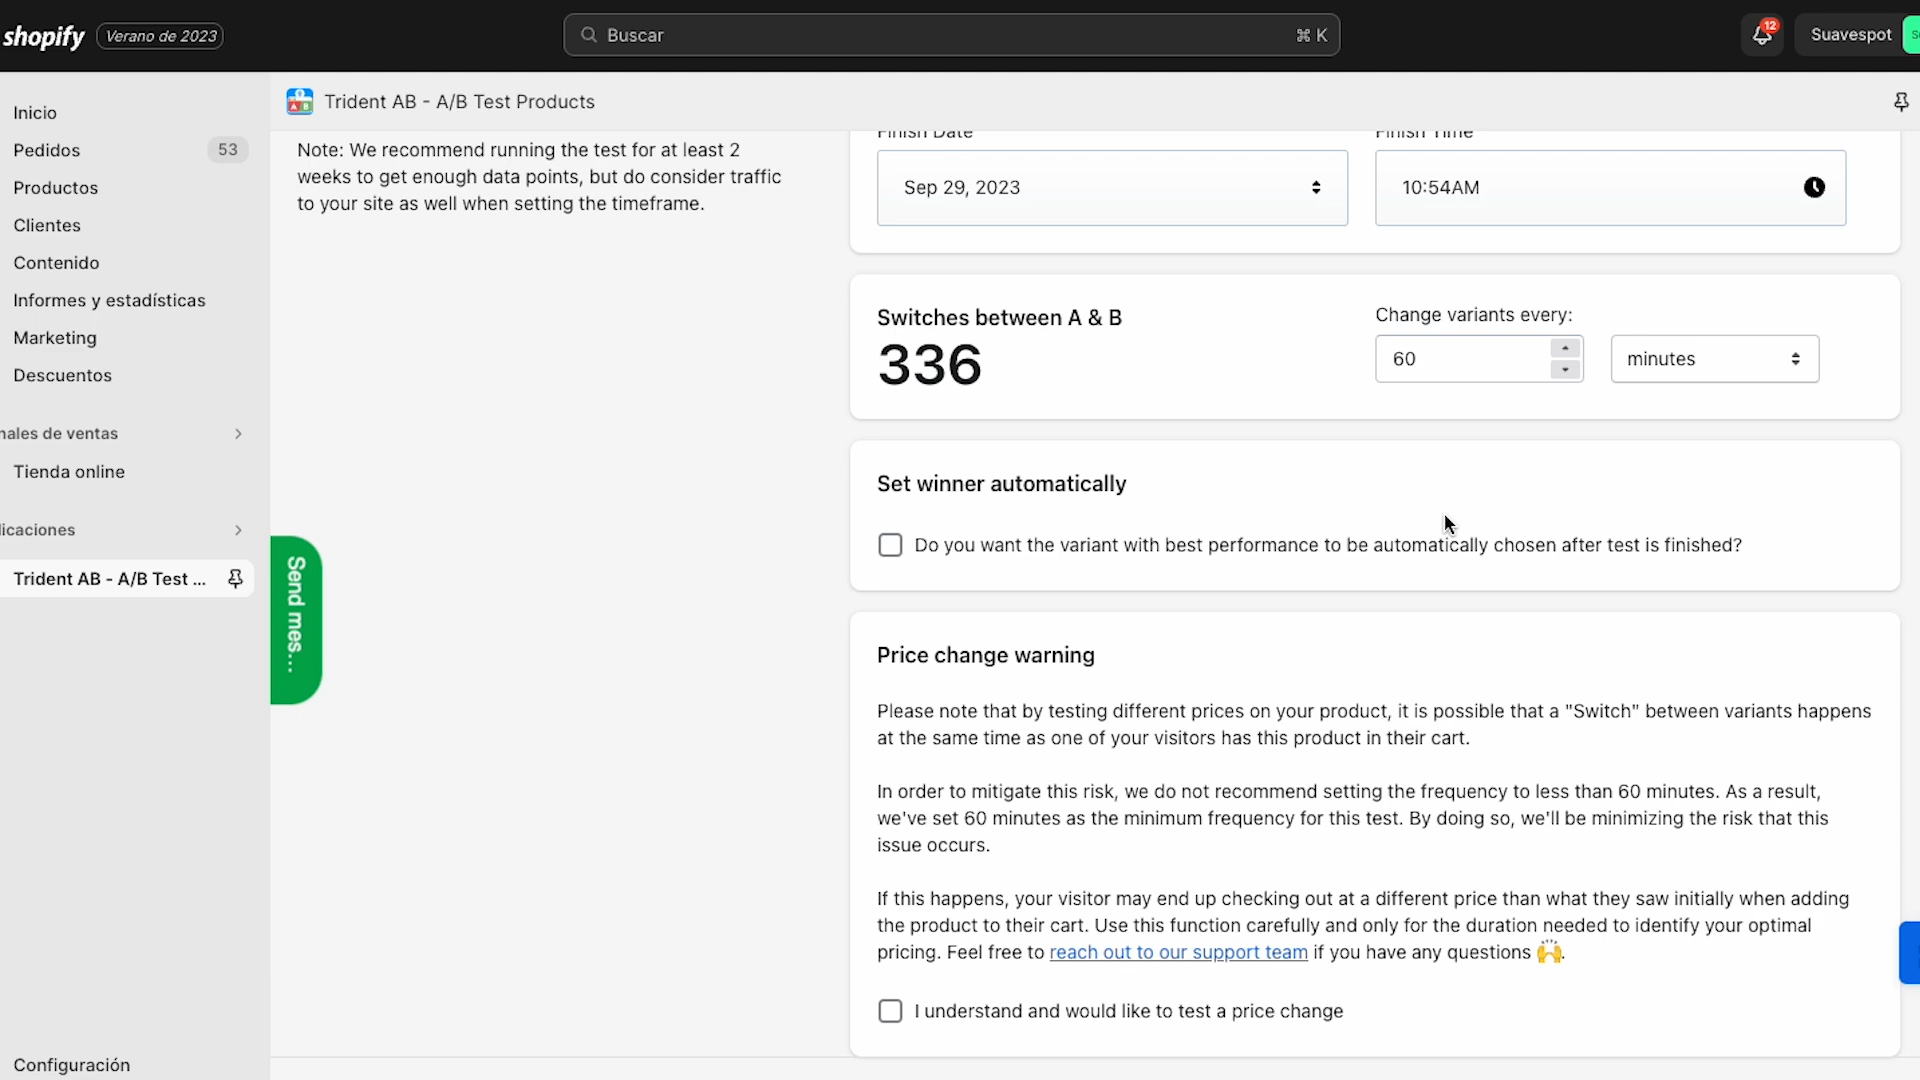 shopify Verano de 2023
Buscar
⌘ K
12
Suavespot
Inicio
Pedidos 53
Productos
Clientes
Contenido
Informes y estadísticas
Marketing
Descuentos
nales de ventas
Tienda online
licaciones
Trident AB - A/B Test ...
Configuración
Trident AB - A/B Test Products
Note: We recommend running the test for at least 2
weeks to get enough data points, but do consider traffic
to your site as well when setting the timeframe.
Send mes...
Finish Date
Finish Time
Sep 29, 2023
10:54AM
Switches between A & B
336
Change variants every:
60
minutes
Set winner automatically
Do you want the variant with best performance to be automatically chosen after test is finished?
Price change warning
Please note that by testing different prices on your product, it is possible that a "Switch" between variants happens
at the same time as one of your visitors has this product in their cart.
In order to mitigate this risk, we do not recommend setting the frequency to less than 60 minutes. As a result,
we've set 60 minutes as the minimum frequency for this test. By doing so, we'll be minimizing the risk that this
issue occurs.
If this happens, your visitor may end up checking out at a different price than what they saw initially when adding
the product to their cart. Use this function carefully and only for the duration needed to identify your optimal
pricing. Feel free to reach out to our support team if you have any questions 🙌.
I understand and would like to test a price change